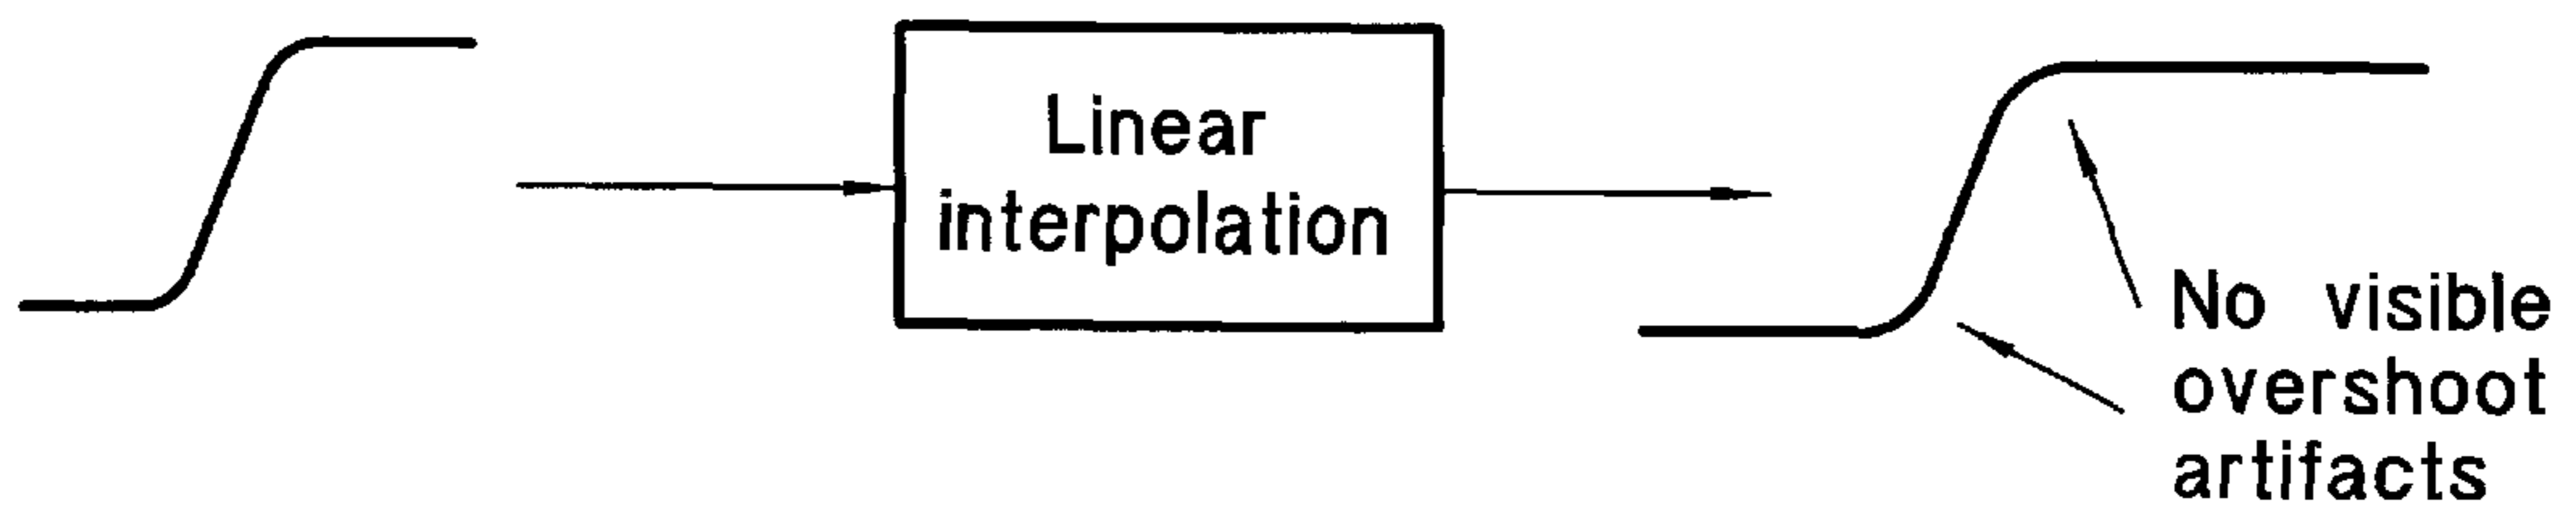 Linear
interpolation
No visible
overshoot
artifacts